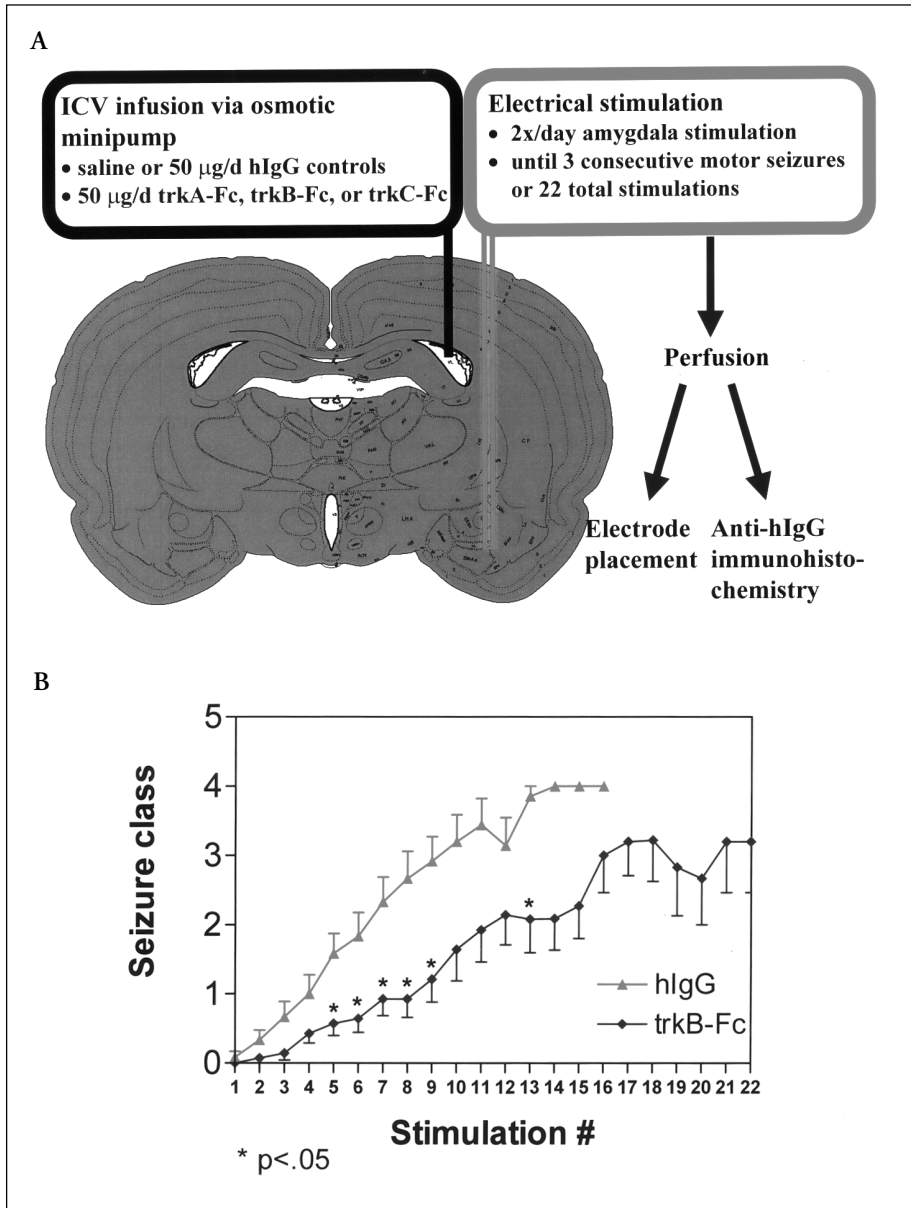 A
ICV infusion via osmotic
minipump
• saline or 50 µg/d hIgG controls
• 50 µg/d trkA-Fc, trkB-Fc, or trkC-Fc
Electrical stimulation
• 2x/day amygdala stimulation
• until 3 consecutive motor seizures
or 22 total stimulations
Perfusion
Electrode
placement
Anti-hIgG
immunohisto-
chemistry
CA3
CP
LHA
B
5
4
3
2
1
0
Seizure class
*
*
*
*
*
*
hIgG
trkB-Fc
1 2 3 4 5 6 7 8 9 10 11 12 13 14 15 16 17 18 19 20 21 22
Stimulation #
* p<.05